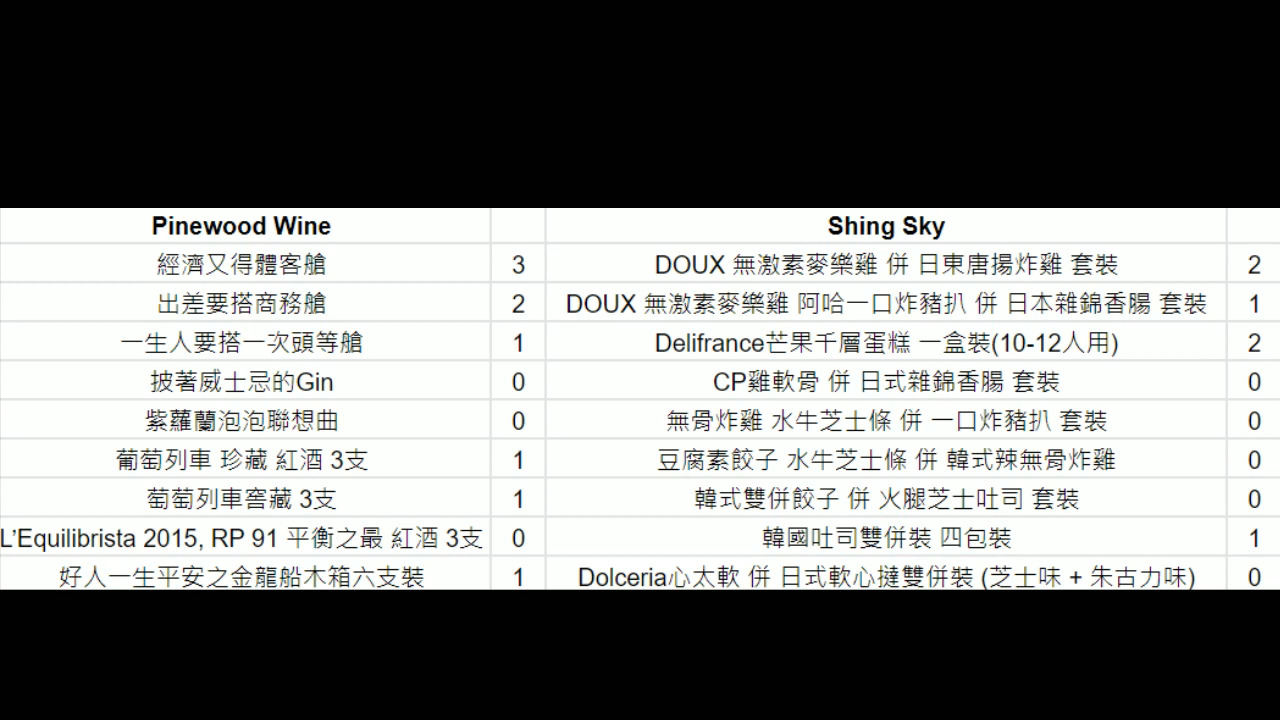 Pinewood Wine Shing Sky
經濟又得體客艙 3 DOUX 無激素麥樂雞 併 日東唐揚炸雞 套裝 2
出差要搭商務艙 2 DOUX 無激素麥樂雞 阿哈一口炸豬扒 併 日本雜錦香腸 套裝 1
一生人要搭一次頭等艙 1 Delifrance芒果千層蛋糕 一盒裝(10-12人用) 2
披著威士忌的Gin 0 CP雞軟骨 併 日式雜錦香腸 套裝 0
紫蘿蘭泡泡聯想曲 0 無骨炸雞 水牛芝士條 併 一口炸豬扒 套裝 0
葡萄列車 珍藏 紅酒 3支 1 豆腐素餃子 水牛芝士條 併 韓式辣無骨炸雞 0
萄萄列車窖藏 3支 1 韓式雙併餃子 併 火腿芝士吐司 套裝 0
L’Equilibrista 2015, RP 91 平衡之最 紅酒 3支 0 韓國吐司雙併裝 四包裝 1
好人一生平安之金龍船木箱六支裝 1 Dolceria心太軟 併 日式軟心撻雙併裝 (芝士味 + 朱古力味) 0